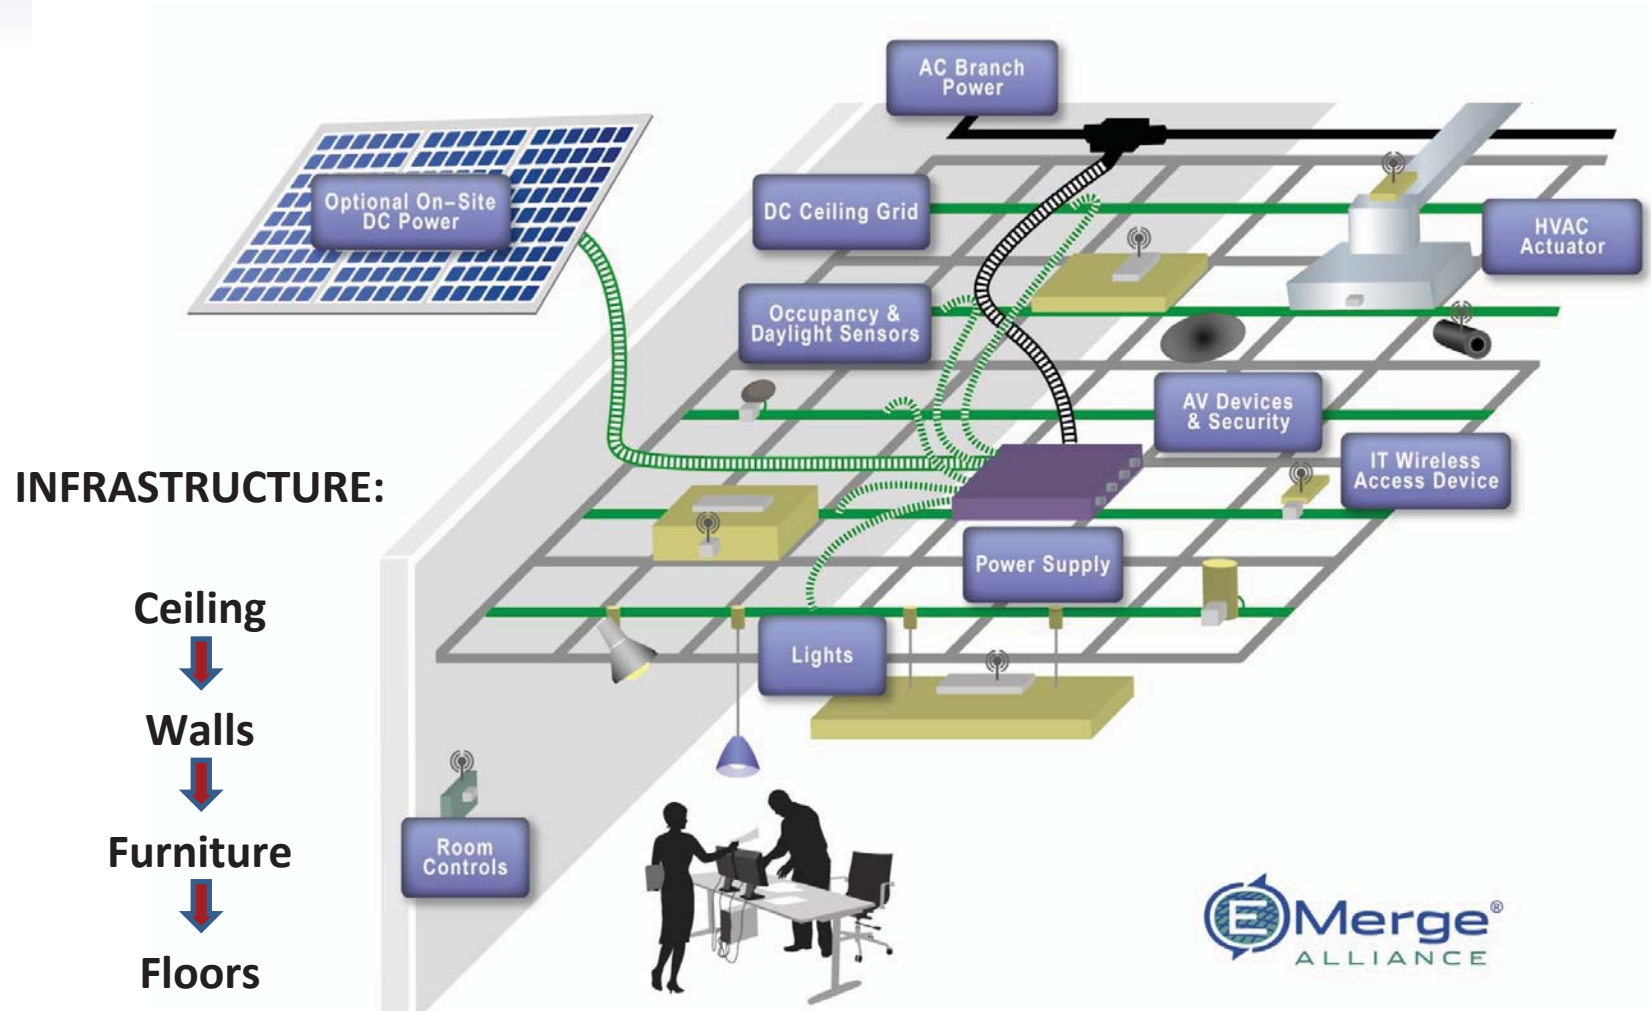 AC Branch
Power
Optional On-Site
DC Power
DC Ceiling Grid
HVAC
Actuator
Occupancy &
Daylight Sensors
AV Devices
& Security
IT Wireless
Access Device
INFRASTRUCTURE:
Power Supply
Ceiling
Lights
Walls
Room
Controls
Furniture
Floors
EMerge®
ALLIANCE